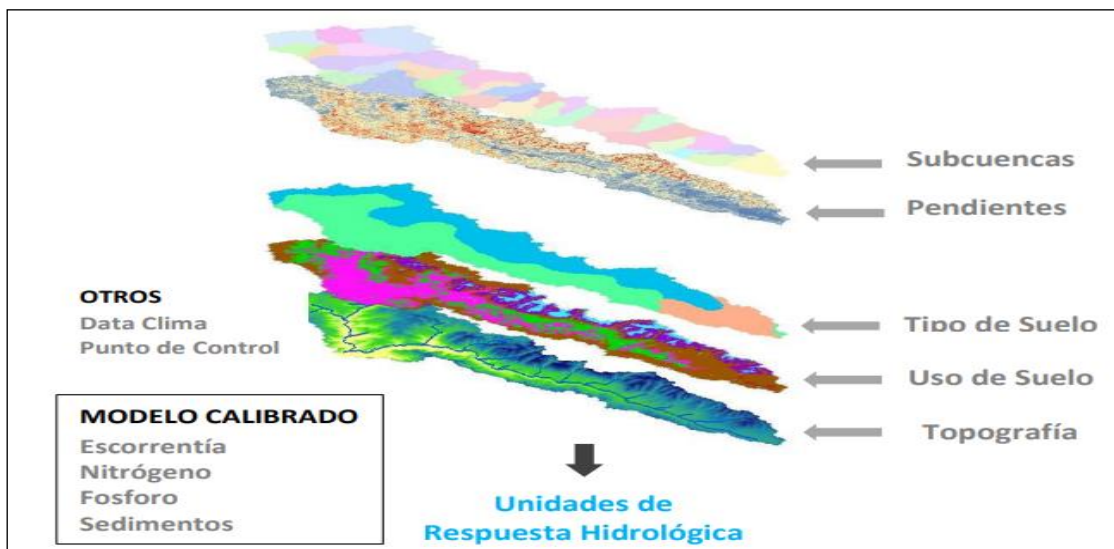 Subcuencas
Pendientes
OTROS
Data Clima
Punto de Control
Tipo de Suelo
Uso de Suelo
Topografía
MODELO CALIBRADO
Escorrentía
Nitrógeno
Fosforo
Sedimentos
Unidades de
Respuesta Hidrológica